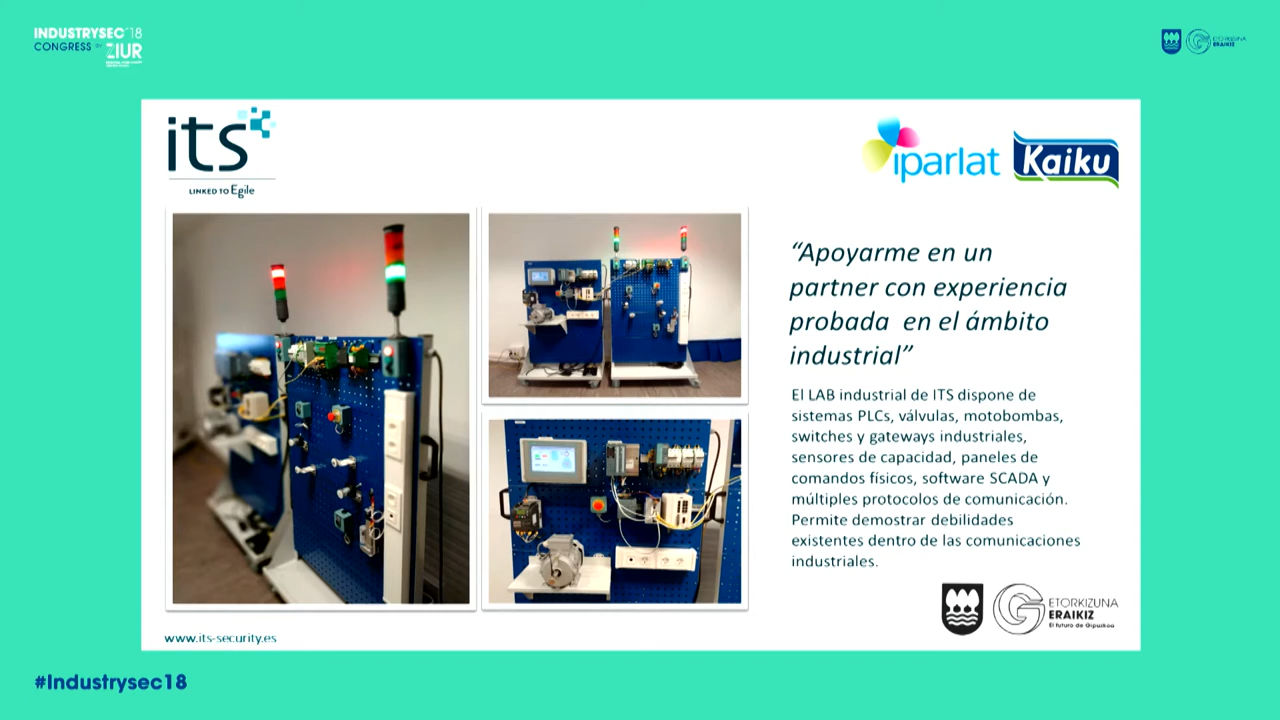 INDUSTRYSEC´18
CONGRESS BY ZIUR
ETORKIZUNA
ERAIKIZ
its
LINKED TO Egile
iparlat
Kaiku
“Apoyarme en un
partner con experiencia
probada en el ámbito
industrial”
El LAB industrial de ITS dispone de
sistemas PLCs, válvulas, motobombas,
switches y gateways industriales,
sensores de capacidad, paneles de
comandos físicos, software SCADA y
múltiples protocolos de comunicación.
Permite demostrar debilidades
existentes dentro de las comunicaciones
industriales.
ETORKIZUNA
ERAIKIZ
El futuro de Gipuzkoa
www.its-security.es
#Industrysec18